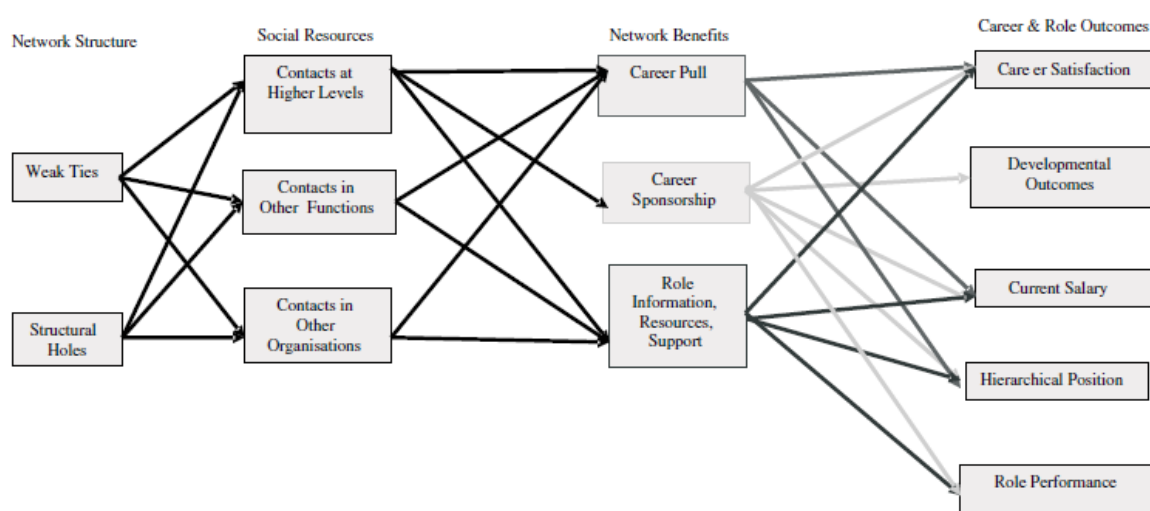 Network Structure
Social Resources
Network Benefits
Career & Role Outcomes
Contacts at
Higher Levels
Career Pull
Care er Satisfaction
Weak Ties
Contacts in
Other Functions
Career
Sponsorship
Developmental
Outcomes
Structural
Holes
Contacts in
Other
Organisations
Role
Information,
Resources,
Support
Current Salary
Hierarchical Position
Role Performance